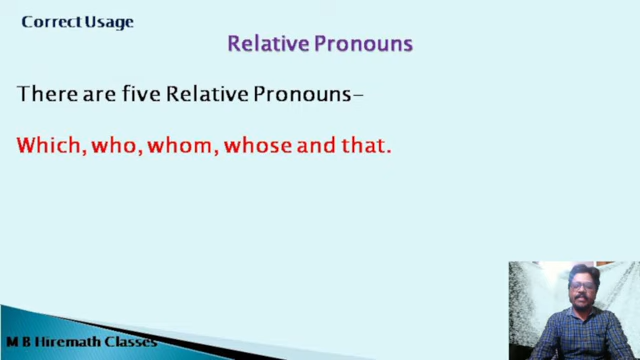 Correct Usage
Relative Pronouns
There are five Relative Pronouns-
Which, who, whom, whose and that.
M B Hiremath Classes